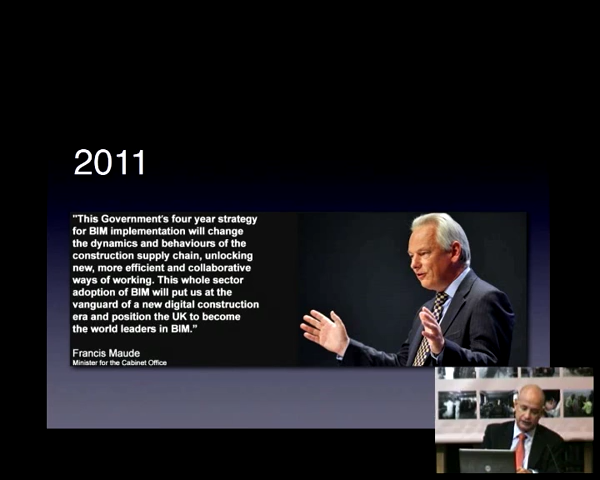 2011
"This Government's four year strategy
for BIM implementation will change
the dynamics and behaviours of the
construction supply chain, unlocking
new, more efficient and collaborative
ways of working. This whole sector
adoption of BIM will put us at the
vanguard of a new digital construction
era and position the UK to become
the world leaders in BIM."
Francis Maude
Minister for the Cabinet Office